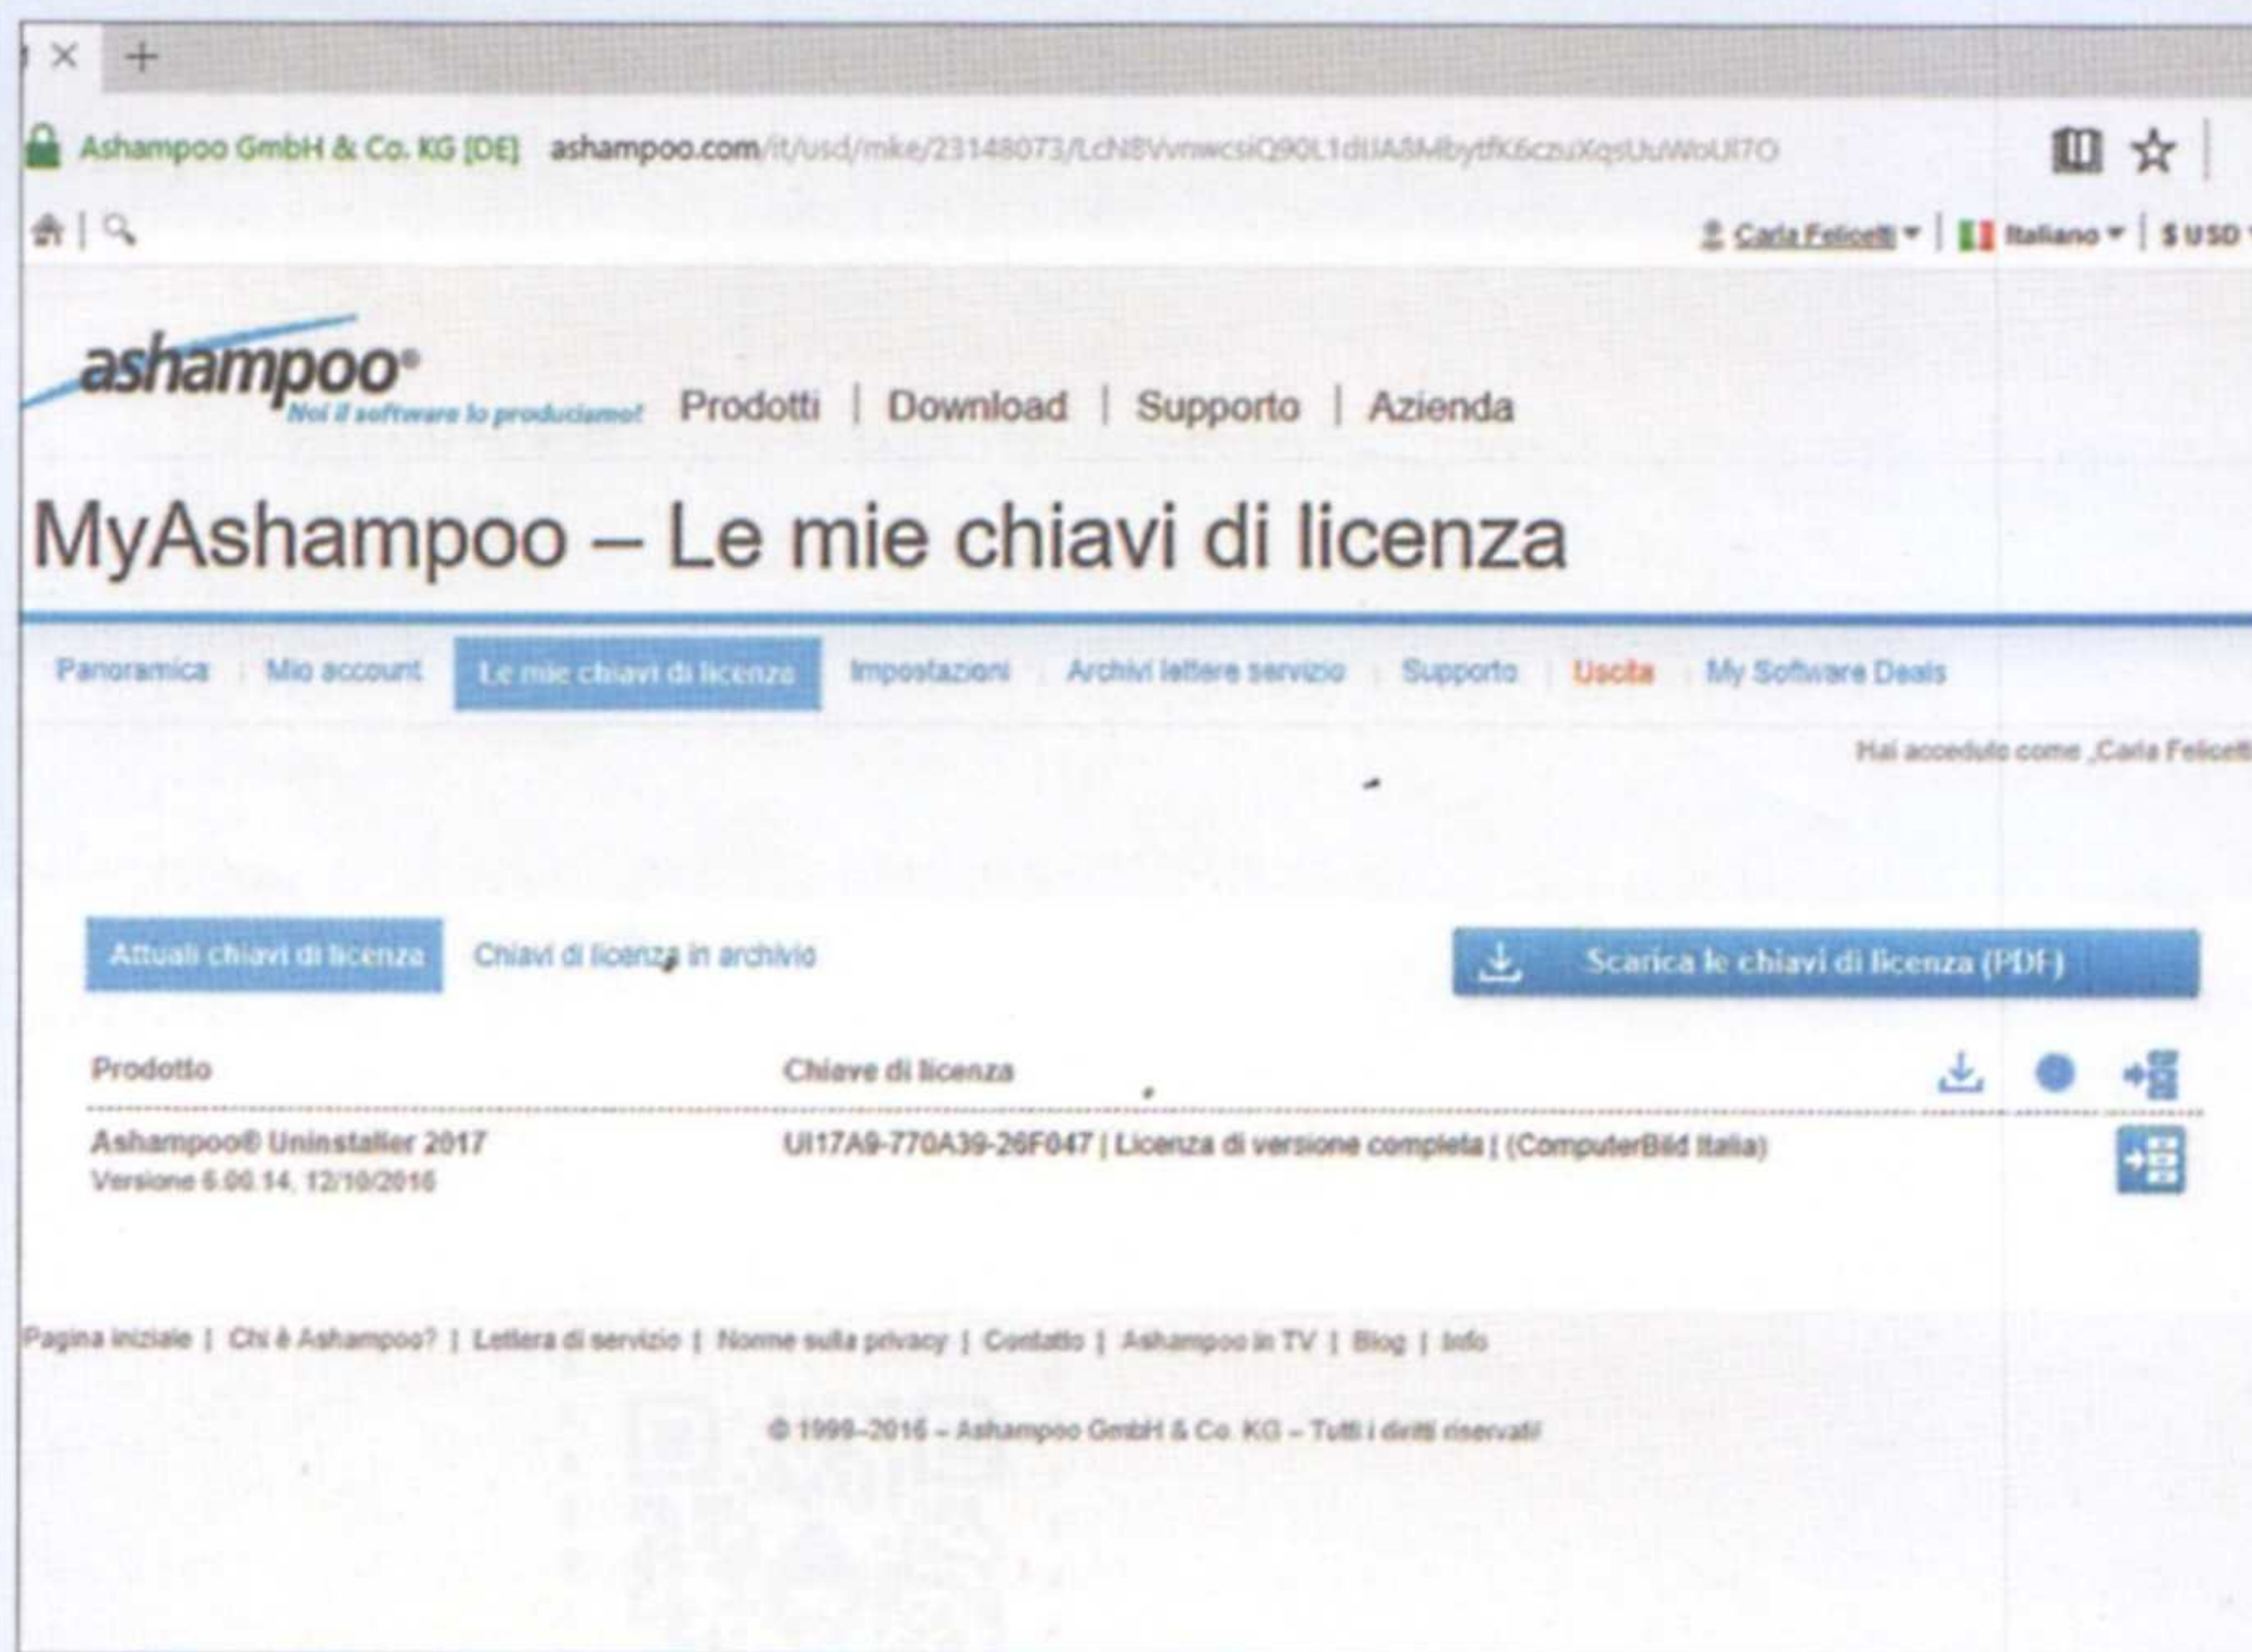 Ashampoo GmbH & Co. KG [DE] ashampoo.com/it/usd/mke/23148073/
Carla Felicetti | Italiano | $ USD
ashampoo®
Noi il software lo produciamo!
Prodotti | Download | Supporto | Azienda
MyAshampoo – Le mie chiavi di licenza
Panoramica | Mio account | Le mie chiavi di licenza | Impostazioni | Archivi lettere servizio | Supporto | Uscita | My Software Deals
Hai acceduto come „Carla Felicetti
Attuali chiavi di licenza Chiavi di licenza in archivio Scarica le chiavi di licenza (PDF)
Prodotto Chiave di licenza
Ashampoo® Uninstaller 2017 UI17A9-770A39-26F047 | Licenza di versione completa | (ComputerBild Italia)
Versione 6.00.14, 12/10/2016
Pagina iniziale | Chi è Ashampoo? | Lettera di servizio | Norme sulla privacy | Contatto | Ashampoo in TV | Blog | Info
© 1999–2016 – Ashampoo GmbH & Co. KG – Tutti i diritti riservati!